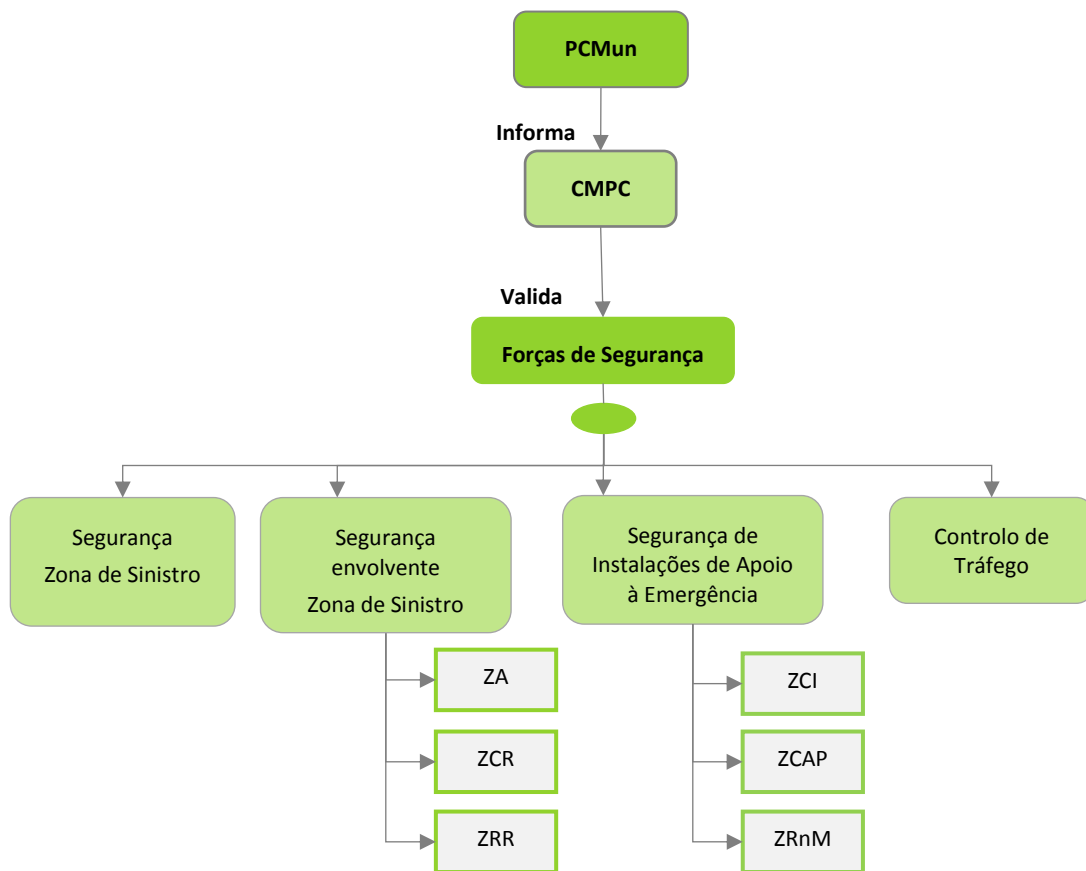 PCMun
Informa
CMPC
Valida
Forças de Segurança
Segurança
Zona de Sinistro
Segurança
envolvente
Zona de Sinistro
Segurança de
Instalações de Apoio
à Emergência
Controlo de
Tráfego
ZA
ZCR
ZRR
ZCI
ZCAP
ZRnM